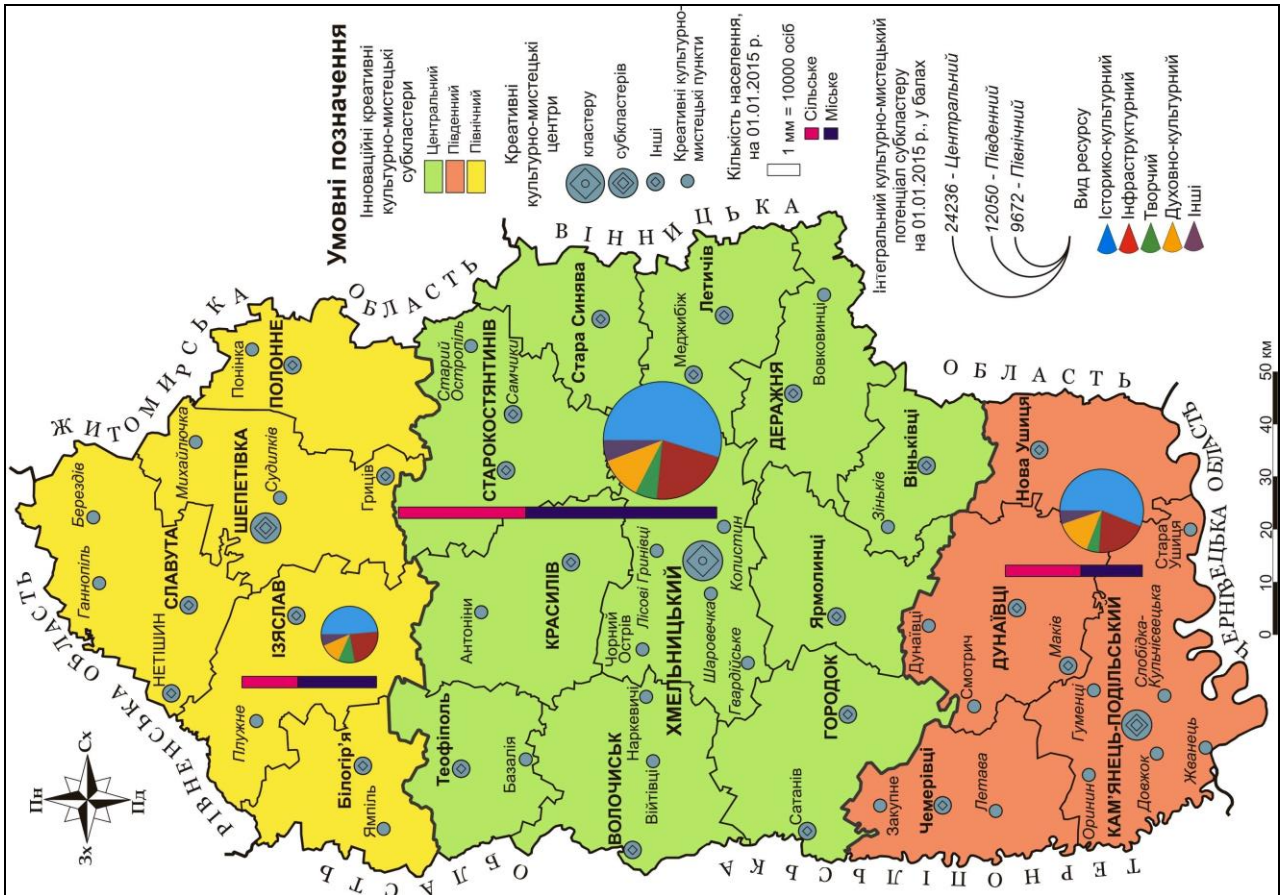 Умовні позначення
Інноваційні креативні
культурно-мистецькі
субкластери
Центральний
Південний
Північний
Креативні
культурно-мистецькі
центри
кластеру
субкластерів
Інші
Креативні культурно-
мистецькі пункти
Кількість населення,
на 01.01.2015 р.
1 мм = 10000 осіб
Сільське
Міське
Інтегральний культурно-мистецький
потенціал субкластеру
на 01.01.2015 р., у балах
24236 - Центральний
12050 - Південний
9672 - Північний
Вид ресурсу
Історико-культурний
Інфраструктурний
Творчий
Духовно-культурний
Інші
Пн
Сх
Пд
Зх
РІВНЕНСЬКА ОБЛАСТЬ
ЖИТОМИРСЬКА
ОБЛАСТЬ
ВІННИЦЬКА
ОБЛАСТЬ
ЧЕРНІВЕЦЬКА ОБЛАСТЬ
ТЕРНОПІЛЬСЬКА
ОБЛАСТЬ
Берездів
Ганнопіль
НЕТІШИН
СЛАВУТА
Михайлючка
ШЕПЕТІВКА
Судилків
Гриців
Понінка
ПОЛОННЕ
ІЗЯСЛАВ
Плужне
Білогір'я
Ямпіль
Теофіполь
Базалія
Антоніни
КРАСИЛІВ
СТАРОКОСТЯНТИНІВ
Старий
Остропіль
Самчики
Стара Синява
Меджибіж
Летичів
ДЕРАЖНЯ
Вовковинці
ВОЛОЧИСЬК
Наркевичі
Війтівці
Чорний
Острів
Лісові Гринівці
ХМЕЛЬНИЦЬКИЙ
Шаровечка
Копистин
Гвардійське
Ярмолинці
Зіньків
Віньківці
ГОРОДОК
Сатанів
Закупне
Чемерівці
Летава
Смотрич
Дунаївці
ДУНАЇВЦІ
Маків
Нова Ушиця
Стара
Ушиця
Гуменці
Оринин
КАМ'ЯНЕЦЬ-ПОДІЛЬСЬКИЙ
Слобідка-
Кульчієвецька
Довжок
Жванець
0 10 20 30 40 50 км